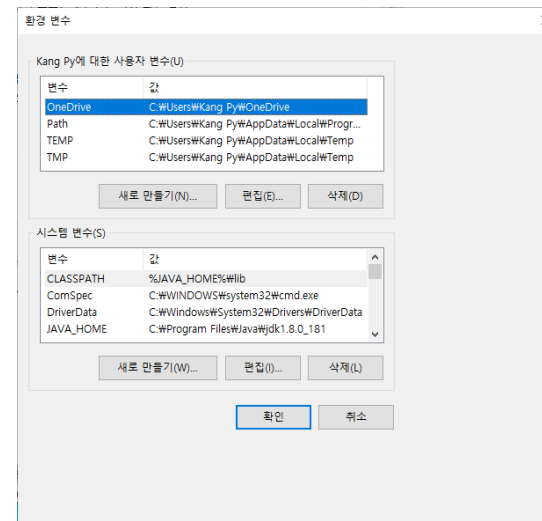 환경 변수
Kang Py에 대한 사용자 변수(U)
변수 값
OneDrive C:₩Users₩Kang Py₩OneDrive
Path C:₩Users₩Kang Py₩AppData₩Local₩Progr...
TEMP C:₩Users₩Kang Py₩AppData₩Local₩Temp
TMP C:₩Users₩Kang Py₩AppData₩Local₩Temp
새로 만들기(N)... 편집(E)... 삭제(D)
시스템 변수(S)
변수 값
CLASSPATH %JAVA_HOME%₩lib
ComSpec C:₩WINDOWS₩system32₩cmd.exe
DriverData C:₩Windows₩System32₩Drivers₩DriverData
JAVA_HOME C:₩Program Files₩Java₩jdk1.8.0_181
새로 만들기(W)... 편집(I)... 삭제(L)
확인 취소